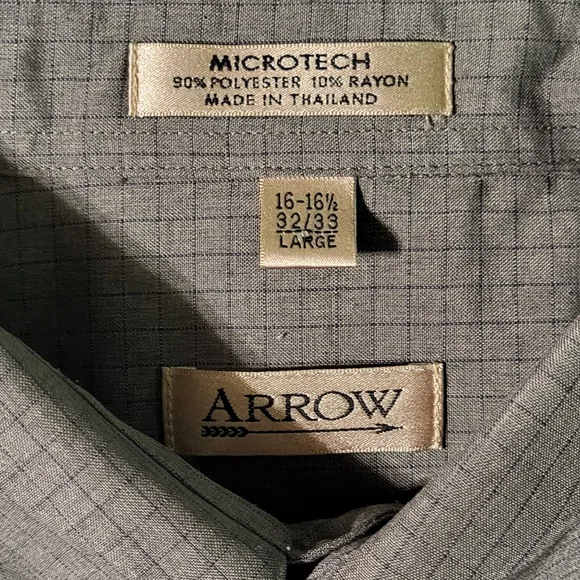 MICROTECH
90% POLYESTER 10% RAYON
MADE IN THAILAND
16-16½
32/33
LARGE
ARROW